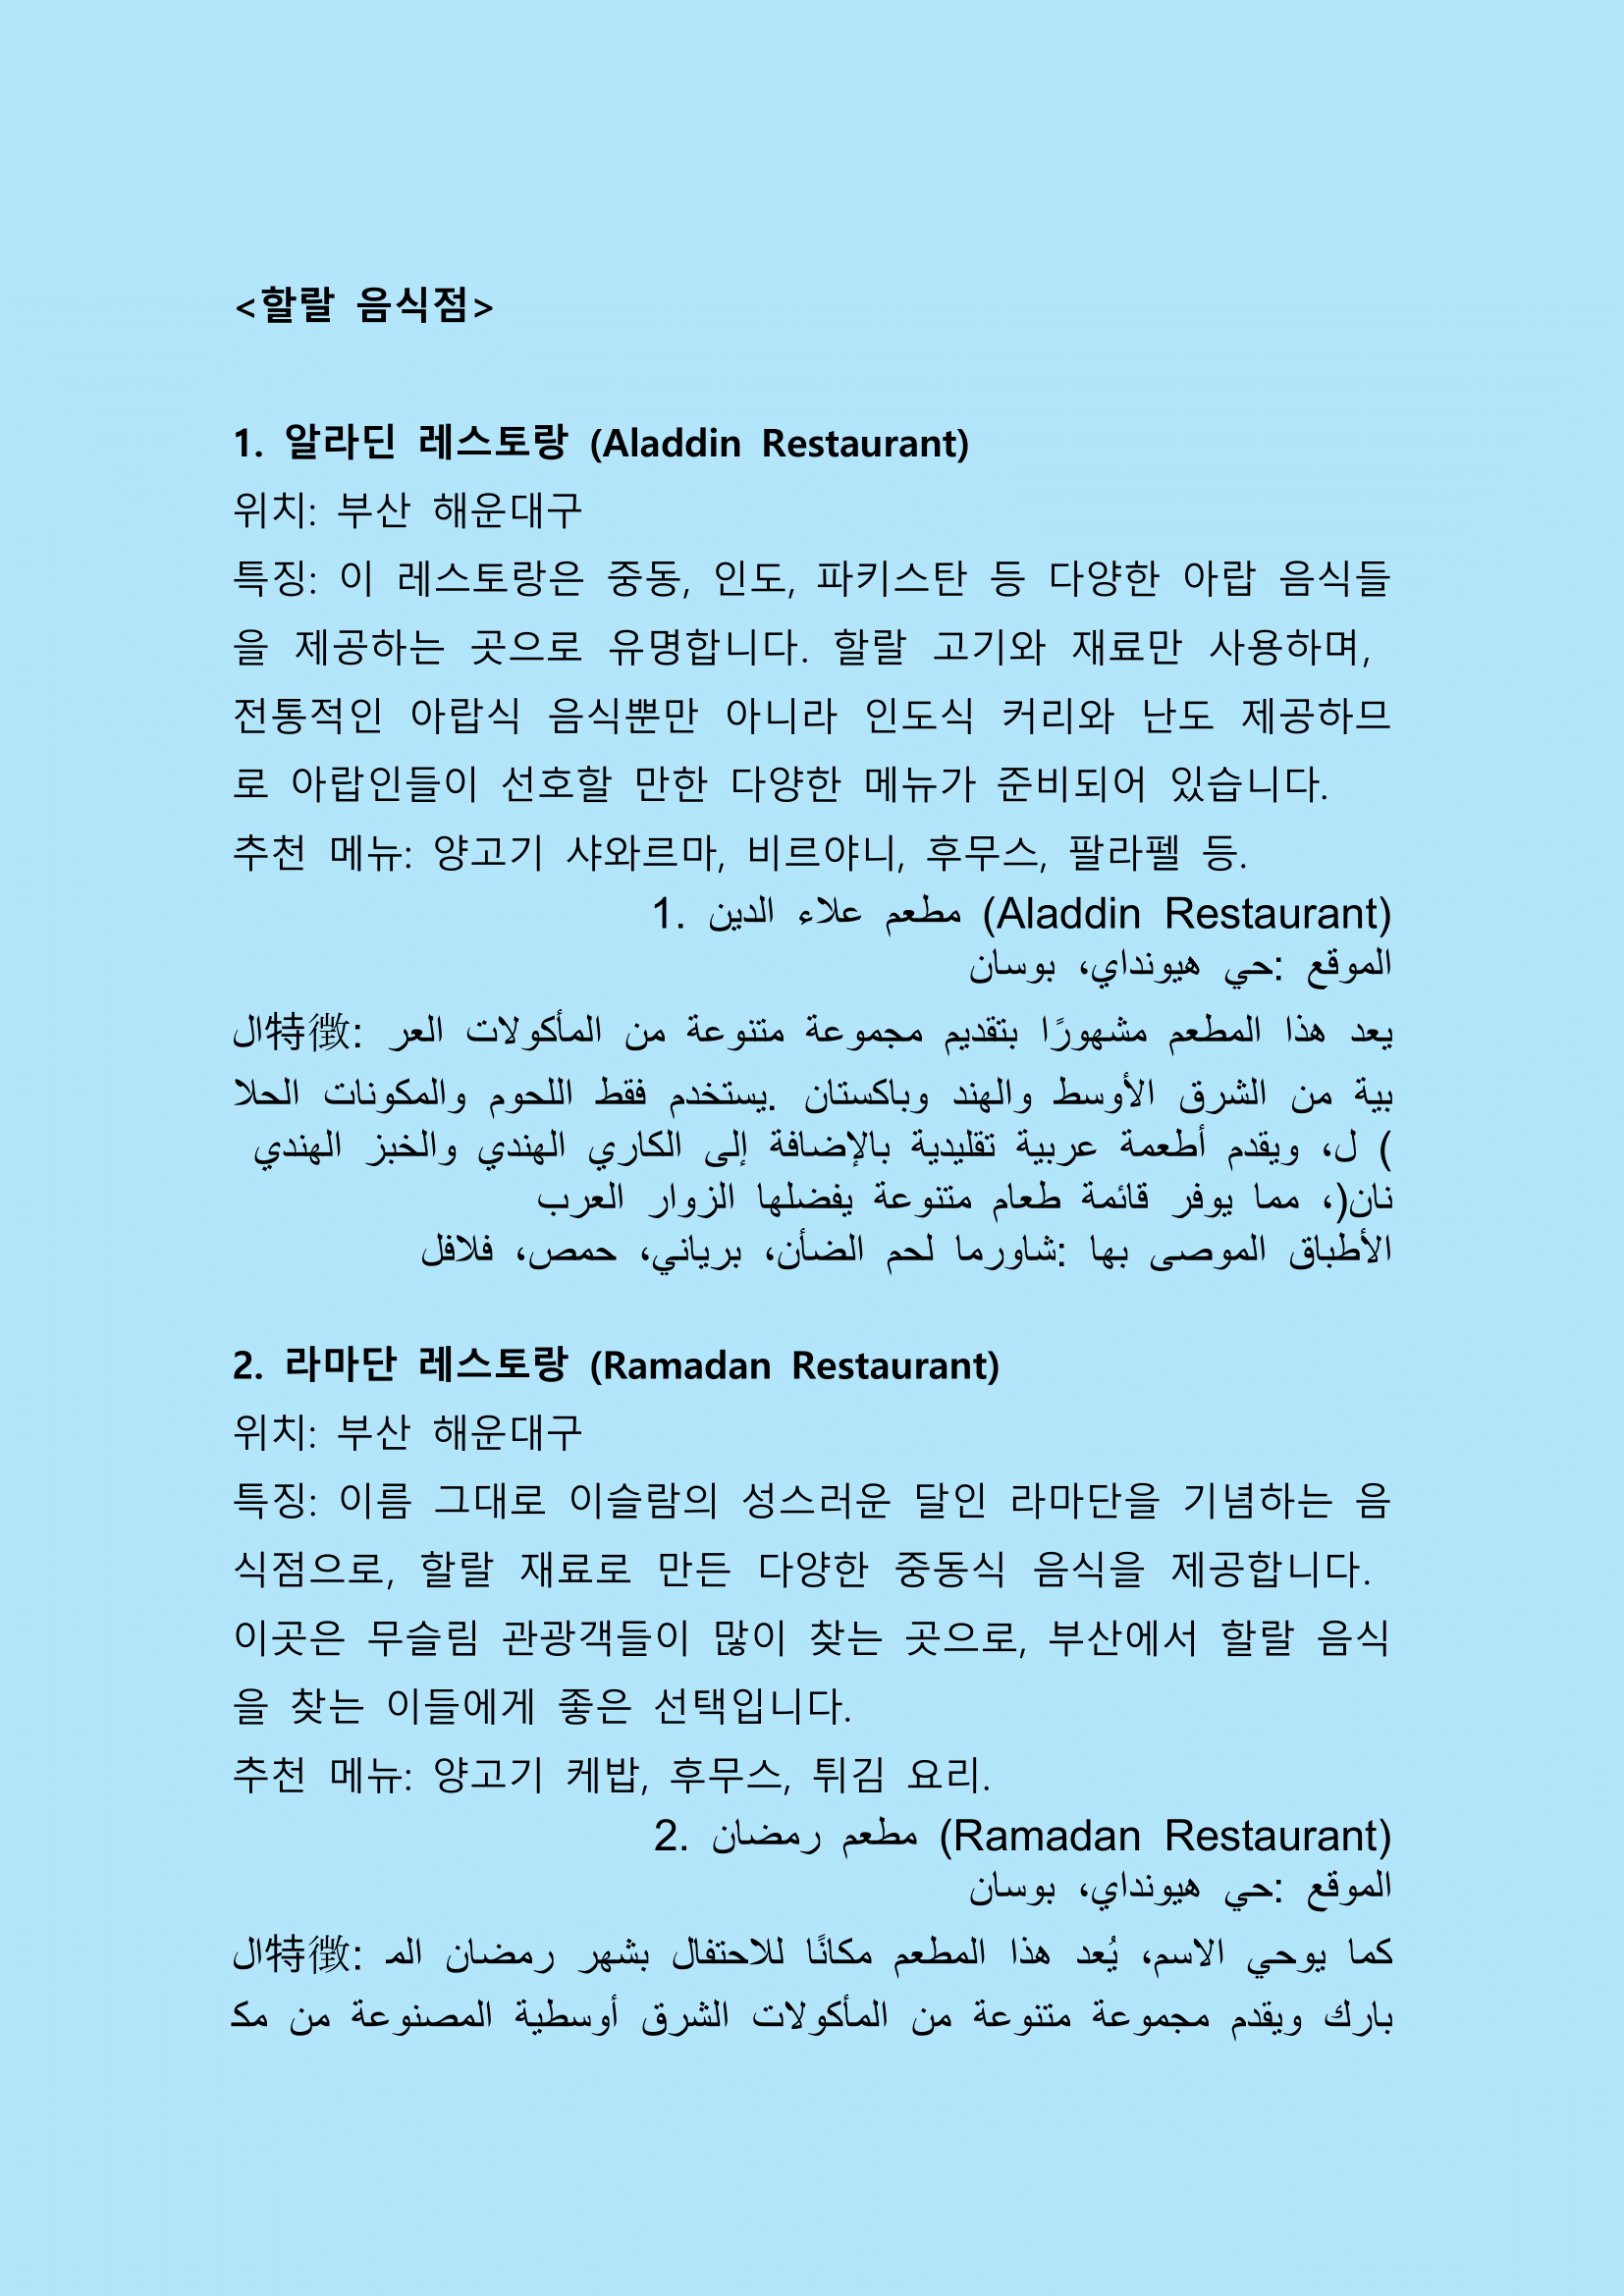 <할랄 음식점>
1. 알라딘 레스토랑 (Aladdin Restaurant)
위치: 부산 해운대구
특징: 이 레스토랑은 중동, 인도, 파키스탄 등 다양한 아랍 음식들
을 제공하는 곳으로 유명합니다. 할랄 고기와 재료만 사용하며,
전통적인 아랍식 음식뿐만 아니라 인도식 커리와 난도 제공하므
로 아랍인들이 선호할 만한 다양한 메뉴가 준비되어 있습니다.
추천 메뉴: 양고기 샤와르마, 비르야니, 후무스, 팔라펠 등.
1. مطعم علاء الدين (Aladdin Restaurant)
الموقع :حي هيونداي، بوسان
ال特徵: يعد هذا المطعم مشهورًا بتقديم مجموعة متنوعة من المأكولات العر
بية من الشرق الأوسط والهند وباكستان .يستخدم فقط اللحوم والمكونات الحلا
ل، ويقدم أطعمة عربية تقليدية بالإضافة إلى الكاري الهندي والخبز الهندي )
نان(، مما يوفر قائمة طعام متنوعة يفضلها الزوار العرب
الأطباق الموصى بها :شاورما لحم الضأن، برياني، حمص، فلافل
2. 라마단 레스토랑 (Ramadan Restaurant)
위치: 부산 해운대구
특징: 이름 그대로 이슬람의 성스러운 달인 라마단을 기념하는 음
식점으로, 할랄 재료로 만든 다양한 중동식 음식을 제공합니다.
이곳은 무슬림 관광객들이 많이 찾는 곳으로, 부산에서 할랄 음식
을 찾는 이들에게 좋은 선택입니다.
추천 메뉴: 양고기 케밥, 후무스, 튀김 요리.
2. مطعم رمضان (Ramadan Restaurant)
الموقع :حي هيونداي، بوسان
ال特徵: كما يوحي الاسم، يُعد هذا المطعم مكانًا للاحتفال بشهر رمضان الم
بارك ويقدم مجموعة متنوعة من المأكولات الشرق أوسطية المصنوعة من مك